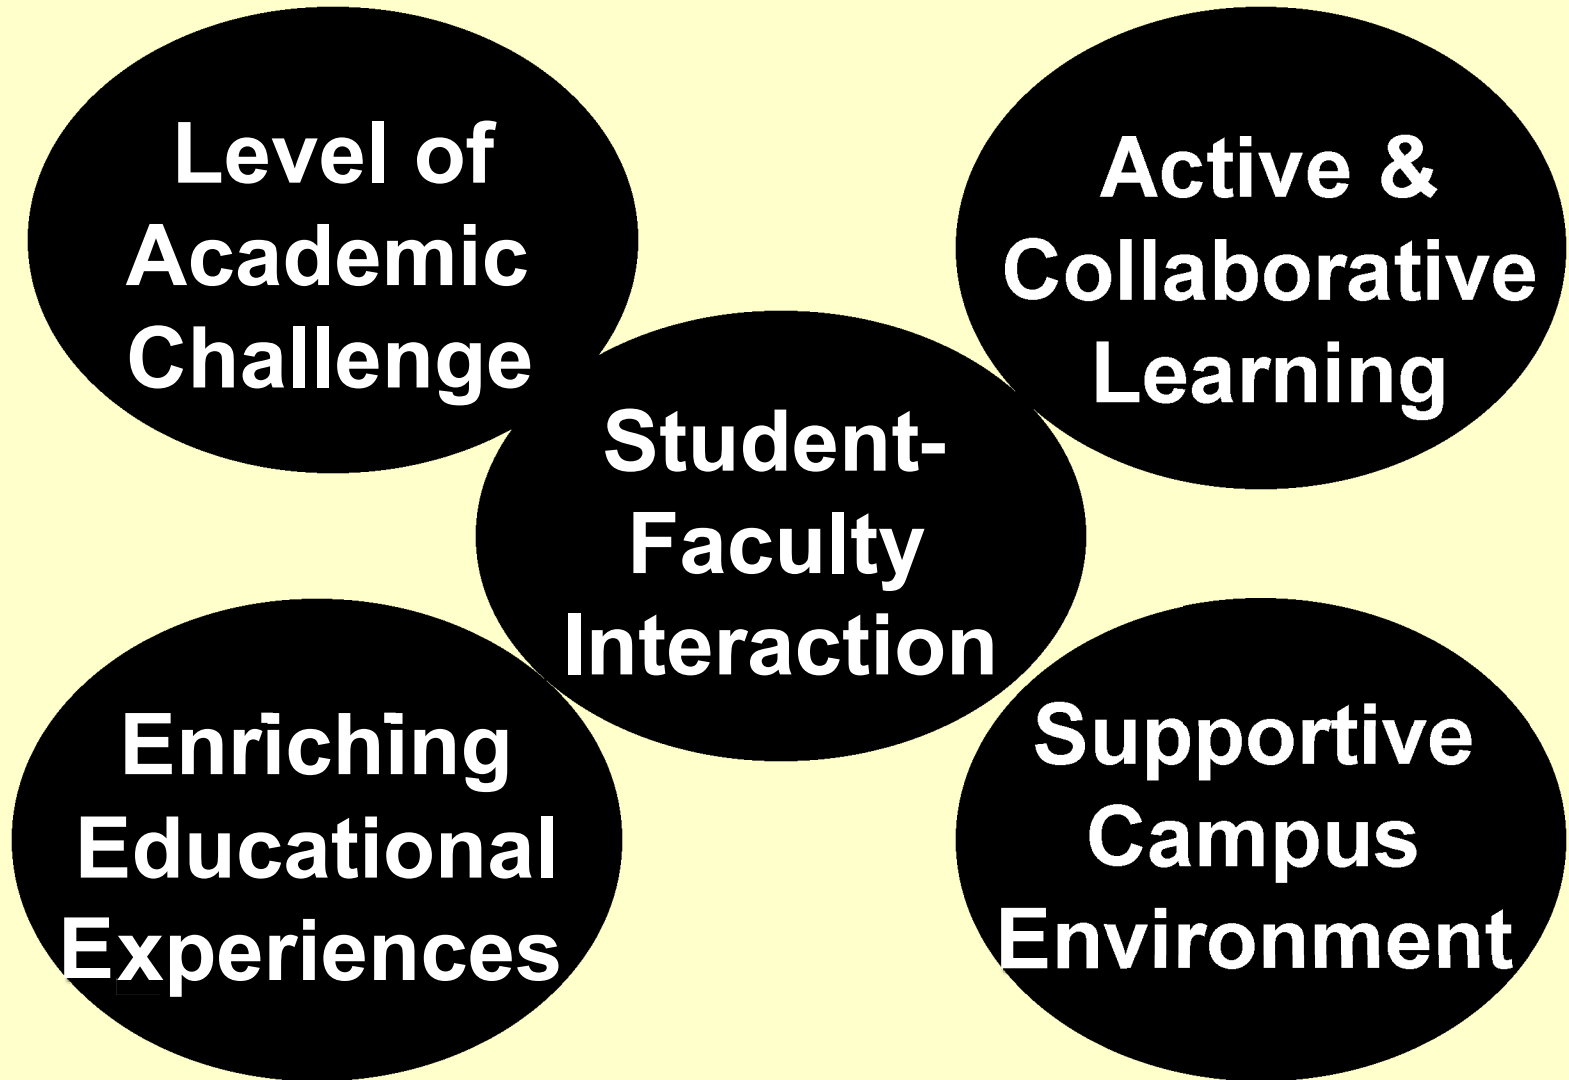 Level of
Academic
Challenge
Active &
Collaborative
Learning
Student-
Faculty
Interaction
Enriching
Educational
Experiences
Supportive
Campus
Environment